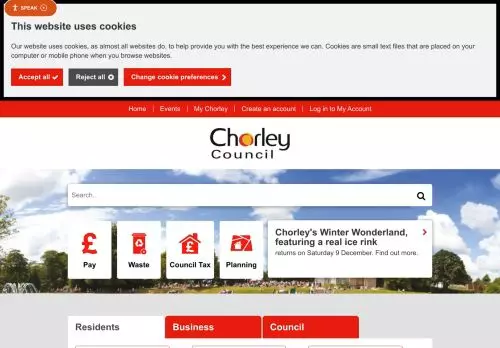 SPEAK
This website uses cookies
Our website uses cookies, as almost all websites do, to help provide you with the best experience we can. Cookies are small text files that are placed on
your computer or mobile phone when you browse websites.
Accept all
Reject all
Change cookie preferences
Home
Events
My Chorley
Create an account
Log in to My Account
Chorley
Council
Search...
Pay
Waste
Council Tax
Planning
Chorley's Winter Wonderland,
featuring a real ice rink
returns on Saturday 9 December. Find out more.
Residents
Business
Council